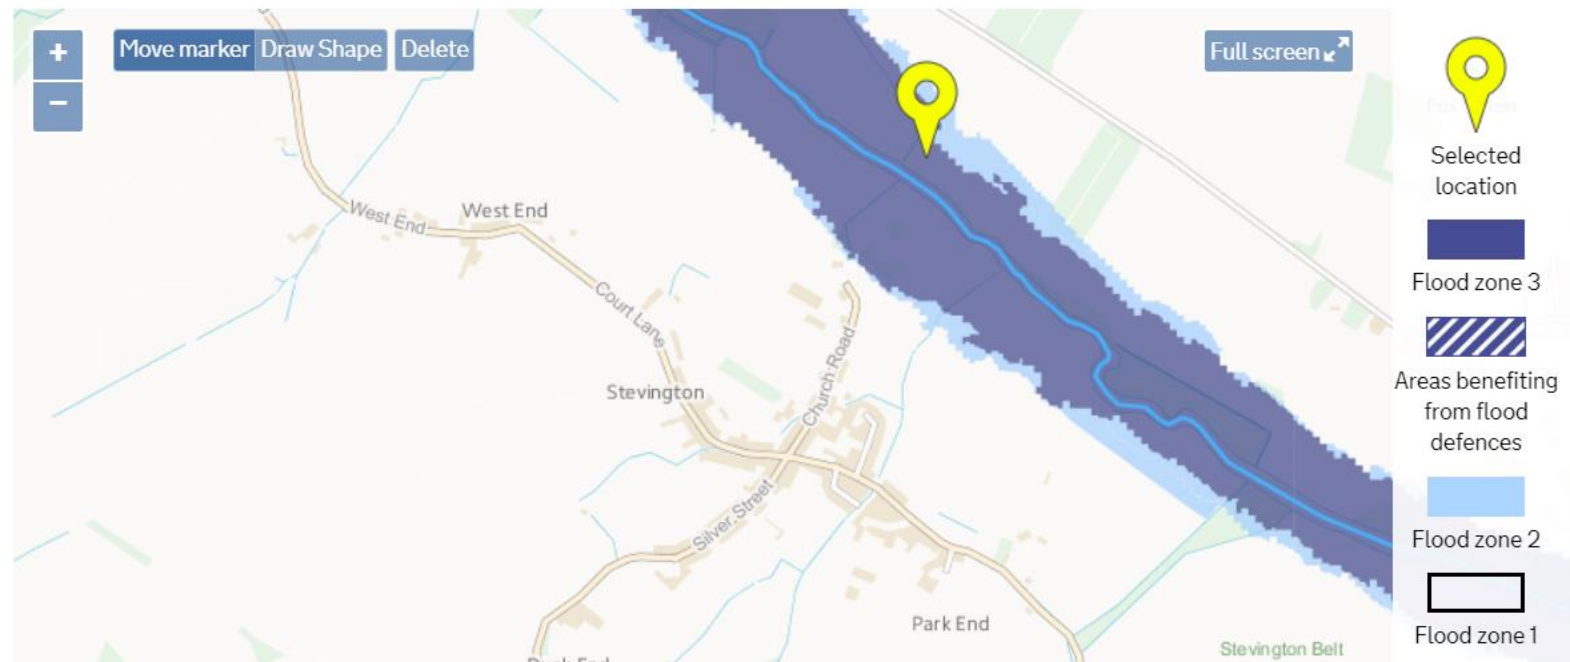 +
−
Move marker
Draw Shape
Delete
Full screen
West End
West End
Court Lane
Stevington
Church Road
Silver Street
Park End
Stevington Belt
Selected
location
Flood zone 3
Areas benefiting
from flood
defences
Flood zone 2
Flood zone 1